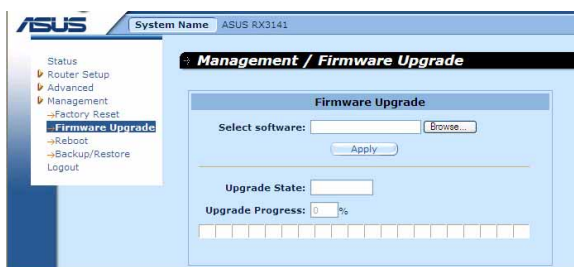 ASUS
System Name ASUS RX3141
Status
Router Setup
Advanced
Management
→Factory Reset
→Firmware Upgrade
→Reboot
→Backup/Restore
Logout
Management / Firmware Upgrade
Firmware Upgrade
Select software: Browse...
Apply
Upgrade State:
Upgrade Progress: 0 %